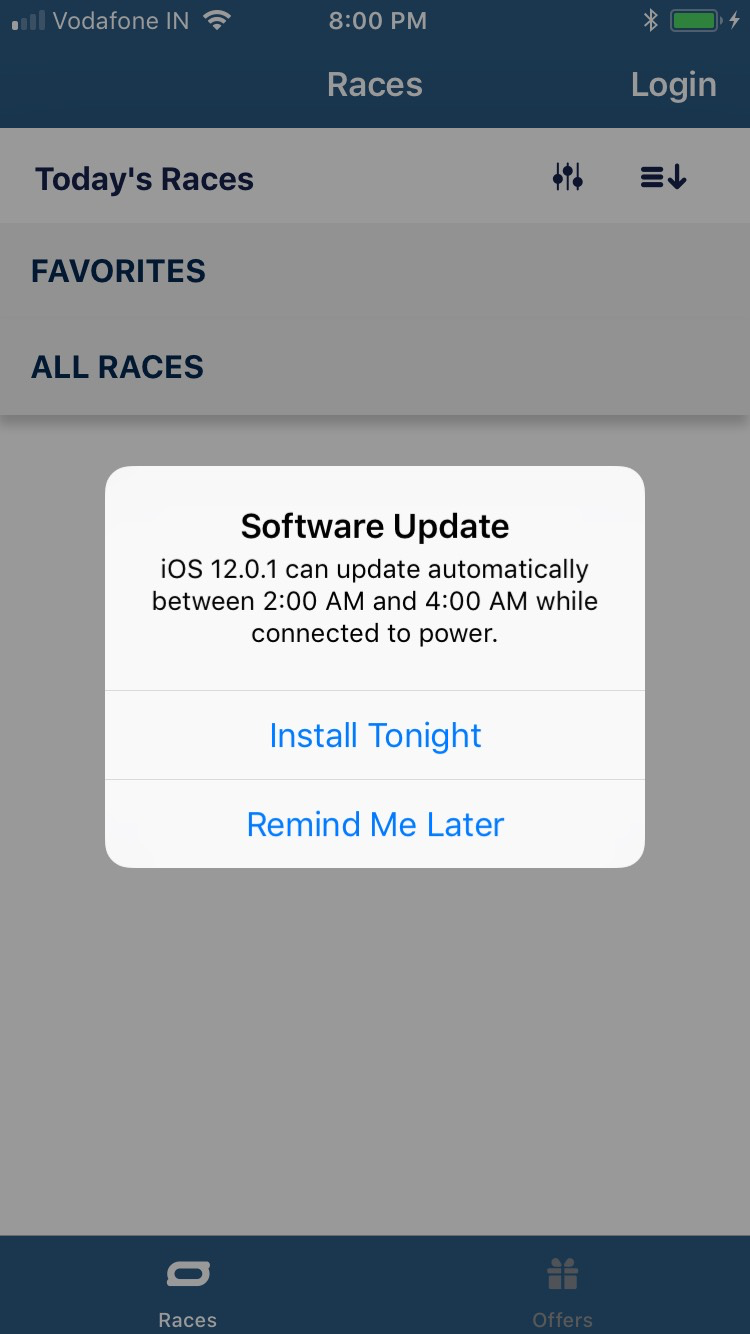 Vodafone IN 8:00 PM
Races Login
Today's Races
FAVORITES
ALL RACES
Software Update
iOS 12.0.1 can update automatically
between 2:00 AM and 4:00 AM while
connected to power.
Install Tonight
Remind Me Later
Races Offers